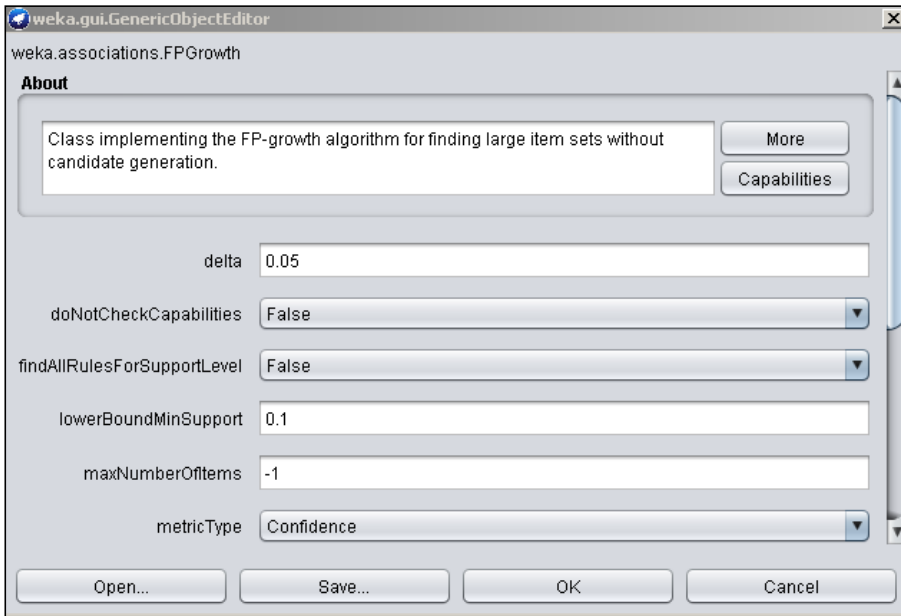 weka.gui.GenericObjectEditor
weka.associations.FPGrowth
About
Class implementing the FP-growth algorithm for finding large item sets without
candidate generation.
More
Capabilities
delta 0.05
doNotCheckCapabilities False
findAllRulesForSupportLevel False
lowerBoundMinSupport 0.1
maxNumberOfItems -1
metricType Confidence
Open... Save... OK Cancel